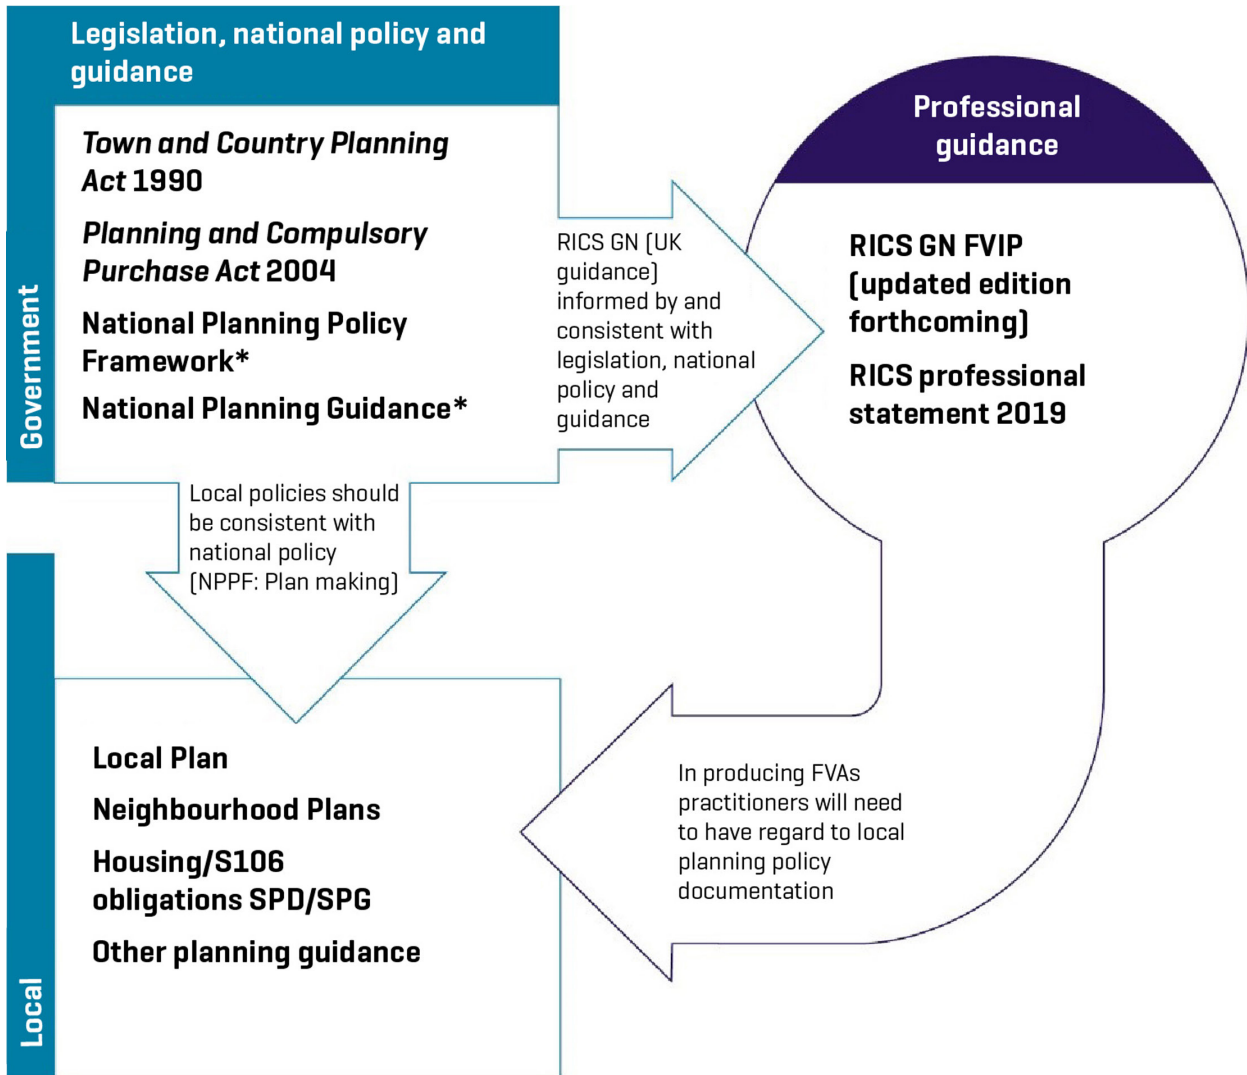 Legislation, national policy and
guidance
Government
Town and Country Planning
Act 1990
Planning and Compulsory
Purchase Act 2004
National Planning Policy
Framework*
National Planning Guidance*
RICS GN (UK
guidance)
informed by and
consistent with
legislation, national
policy and
guidance
Professional
guidance
RICS GN FVIP
(updated edition
forthcoming)
RICS professional
statement 2019
Local policies should
be consistent with
national policy
(NPPF: Plan making)
Local
Local Plan
Neighbourhood Plans
Housing/S106
obligations SPD/SPG
Other planning guidance
In producing FVAs
practitioners will need
to have regard to local
planning policy
documentation